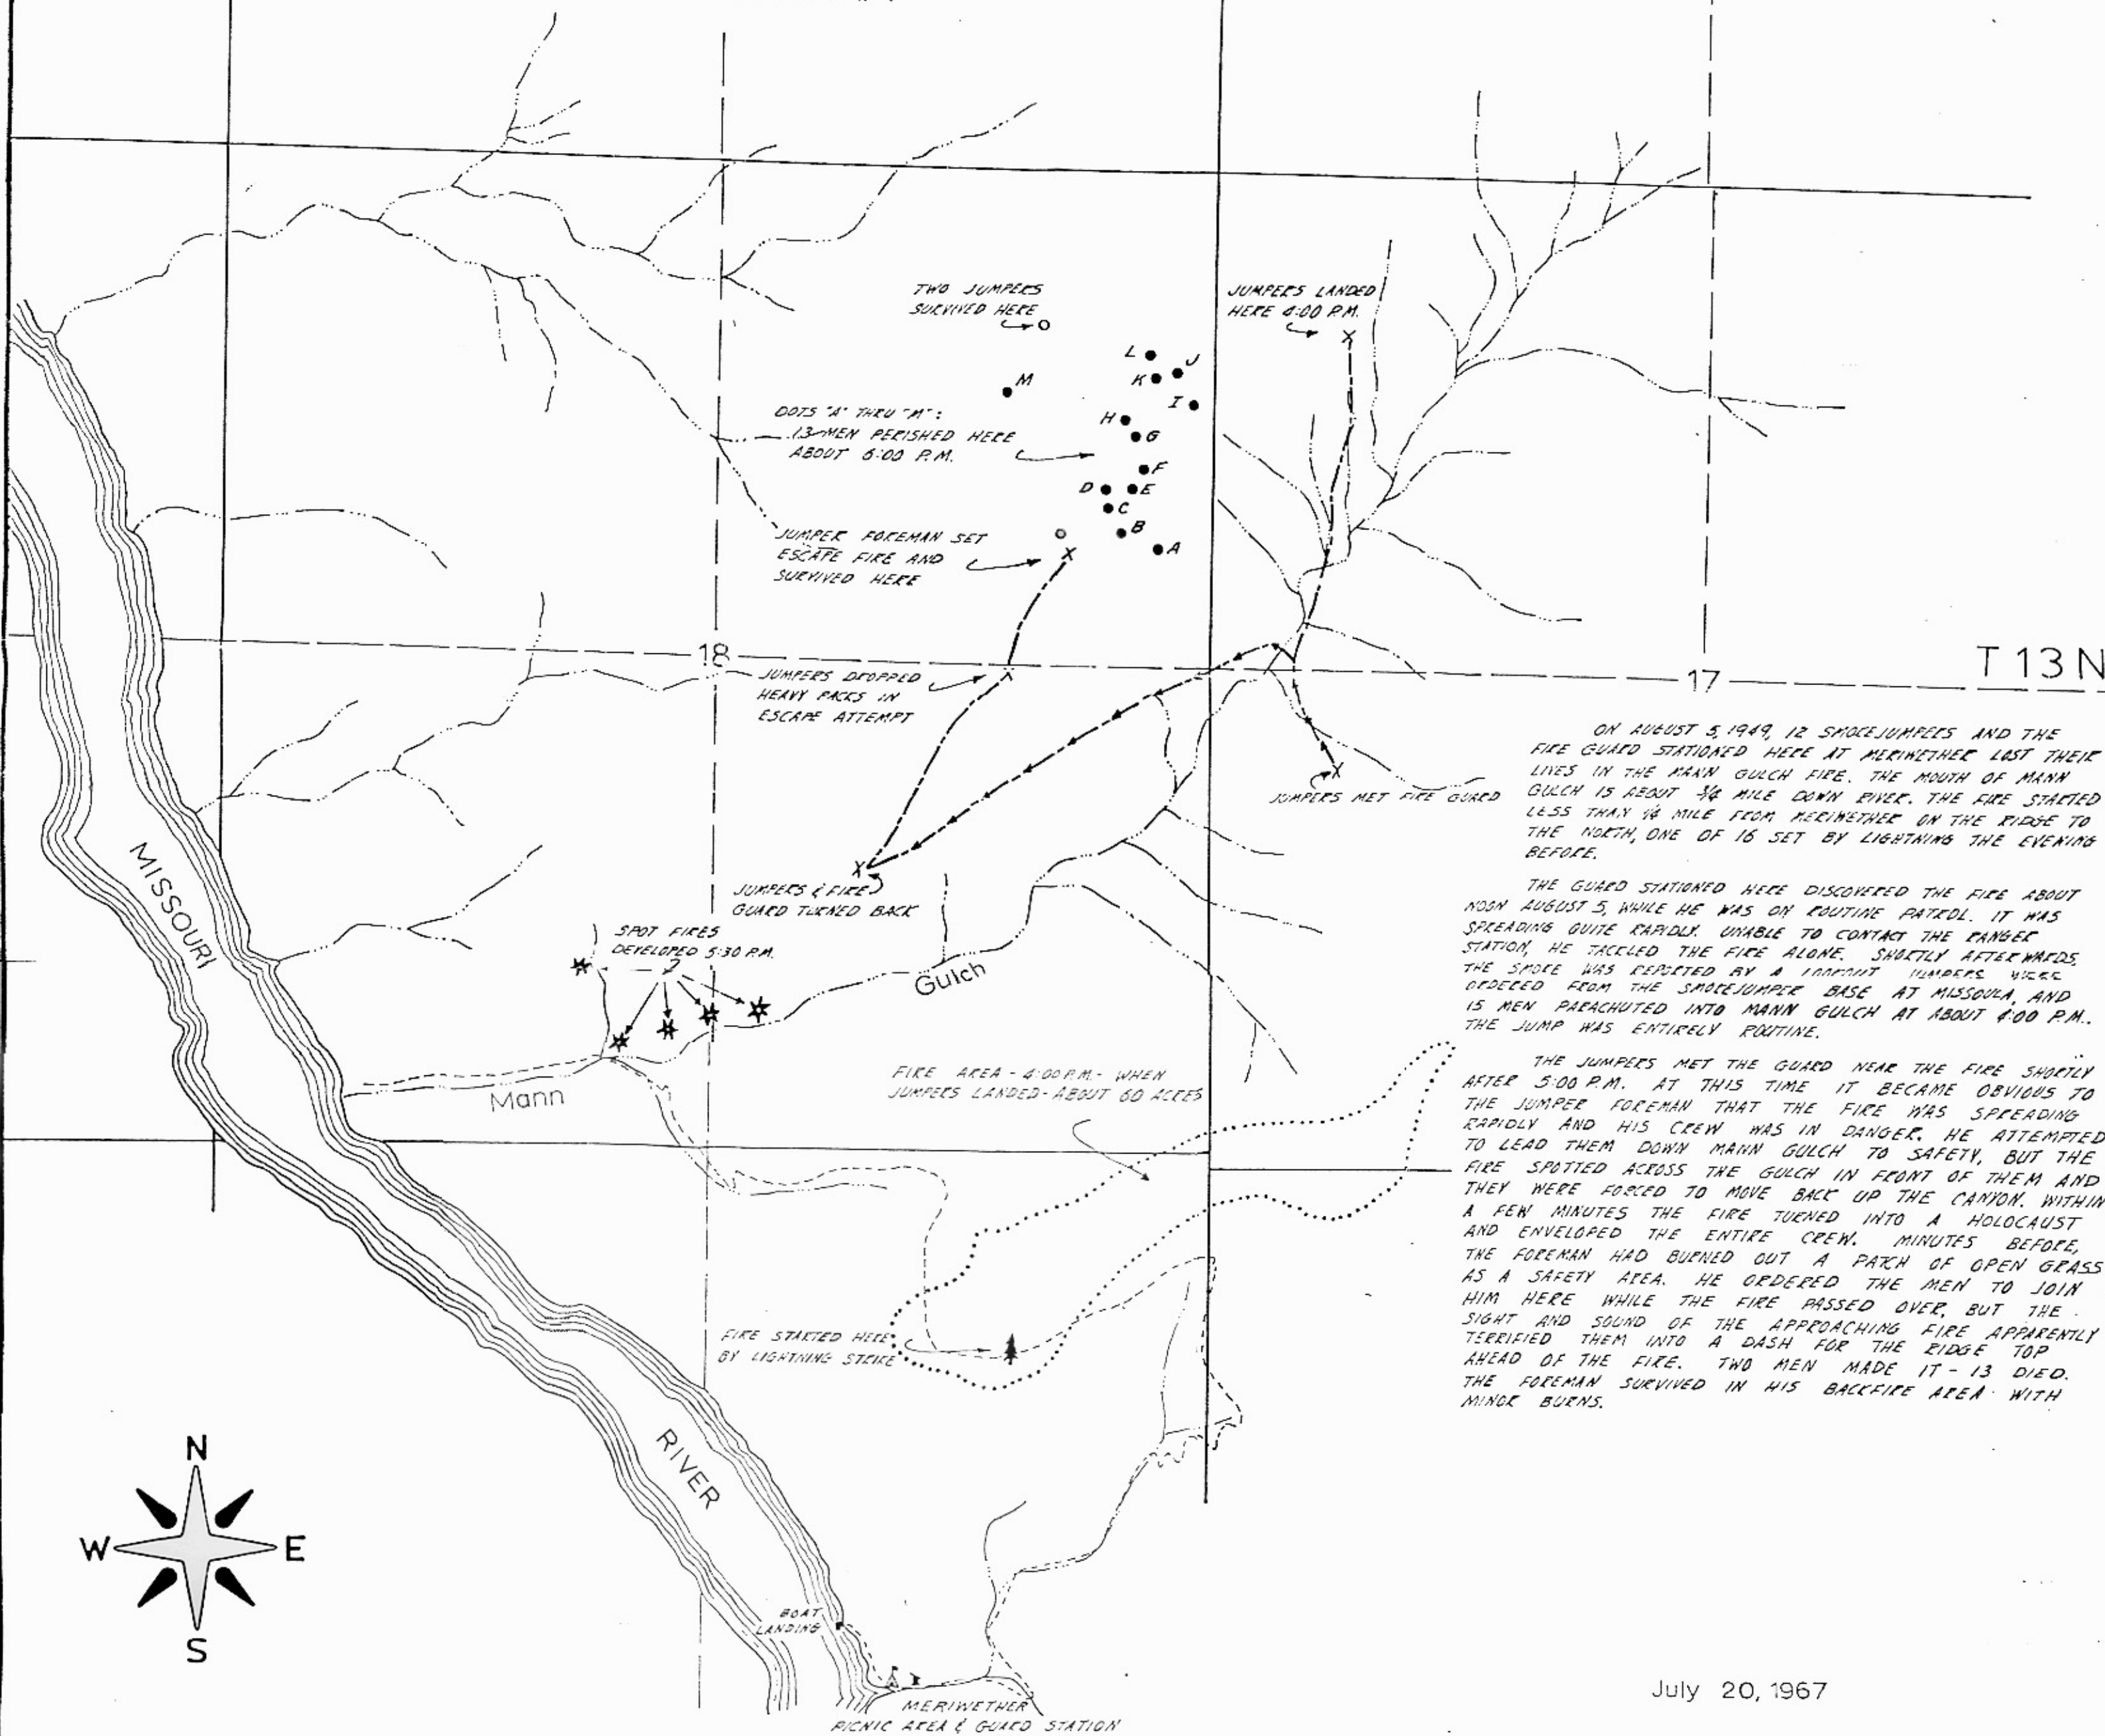 TWO JUMPERS
SURVIVED HERE
JUMPERS LANDED
HERE 4:00 P.M.
L
J
K
M
I
DOTS "A" THRU "M":
13 MEN PERISHED HERE
ABOUT 6:00 P.M.
H
G
F
D
E
C
B
A
JUMPER FOREMAN SET
ESCAPE FIRE AND
SURVIVED HERE
18
17
T 13 N
JUMPERS DROPPED
HEAVY PACKS IN
ESCAPE ATTEMPT
JUMPERS MET FIRE GUARD
JUMPERS & FIRE
GUARD TURNED BACK
SPOT FIRES
DEVELOPED 5:30 P.M.
MISSOURI
Gulch
Mann
FIRE AREA - 4:00 P.M. - WHEN
JUMPERS LANDED - ABOUT 60 ACRES
FIRE STARTED HERE
BY LIGHTNING STRIKE
RIVER
N
W
E
S
BOAT
LANDING
MERIWETHER
PICNIC AREA & GUARD STATION
ON AUGUST 5, 1949, 12 SMOKEJUMPERS AND THE
FIRE GUARD STATIONED HERE AT MERIWETHER LOST THEIR
LIVES IN THE MANN GULCH FIRE. THE MOUTH OF MANN
GULCH IS ABOUT 3/4 MILE DOWN RIVER. THE FIRE STARTED
LESS THAN 1/4 MILE FROM MERIWETHER ON THE RIDGE TO
THE NORTH, ONE OF 16 SET BY LIGHTNING THE EVENING
BEFORE.
THE GUARD STATIONED HERE DISCOVERED THE FIRE ABOUT
NOON AUGUST 5, WHILE HE WAS ON ROUTINE PATROL. IT WAS
SPREADING QUITE RAPIDLY. UNABLE TO CONTACT THE RANGER
STATION, HE TACKLED THE FIRE ALONE. SHORTLY AFTERWARDS,
THE SMOKE WAS REPORTED BY A LOOKOUT JUMPERS WERE
ORDERED FROM THE SMOKEJUMPER BASE AT MISSOULA, AND
15 MEN PARACHUTED INTO MANN GULCH AT ABOUT 4:00 P.M..
THE JUMP WAS ENTIRELY ROUTINE.
THE JUMPERS MET THE GUARD NEAR THE FIRE SHORTLY
AFTER 5:00 P.M. AT THIS TIME IT BECAME OBVIOUS TO
THE JUMPER FOREMAN THAT THE FIRE WAS SPREADING
RAPIDLY AND HIS CREW WAS IN DANGER. HE ATTEMPTED
TO LEAD THEM DOWN MANN GULCH TO SAFETY, BUT THE
FIRE SPOTTED ACROSS THE GULCH IN FRONT OF THEM AND
THEY WERE FORCED TO MOVE BACK UP THE CANYON. WITHIN
A FEW MINUTES THE FIRE TURNED INTO A HOLOCAUST
AND ENVELOPED THE ENTIRE CREW. MINUTES BEFORE,
THE FOREMAN HAD BURNED OUT A PATCH OF OPEN GRASS
AS A SAFETY AREA. HE ORDERED THE MEN TO JOIN
HIM HERE WHILE THE FIRE PASSED OVER, BUT THE
SIGHT AND SOUND OF THE APPROACHING FIRE APPARENTLY
TERRIFIED THEM INTO A DASH FOR THE RIDGE TOP
AHEAD OF THE FIRE. TWO MEN MADE IT - 13 DIED.
THE FOREMAN SURVIVED IN HIS BACKFIRE AREA WITH
MINOR BURNS.
July 20, 1967